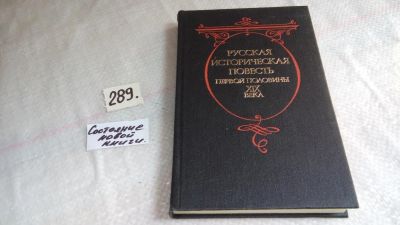 289.
Состояние
новой
книги.
РУССКАЯ
ИСТОРИЧЕСКАЯ
ПОВЕСТЬ
ПЕРВОЙ ПОЛОВИНЫ
XIX
ВЕКА